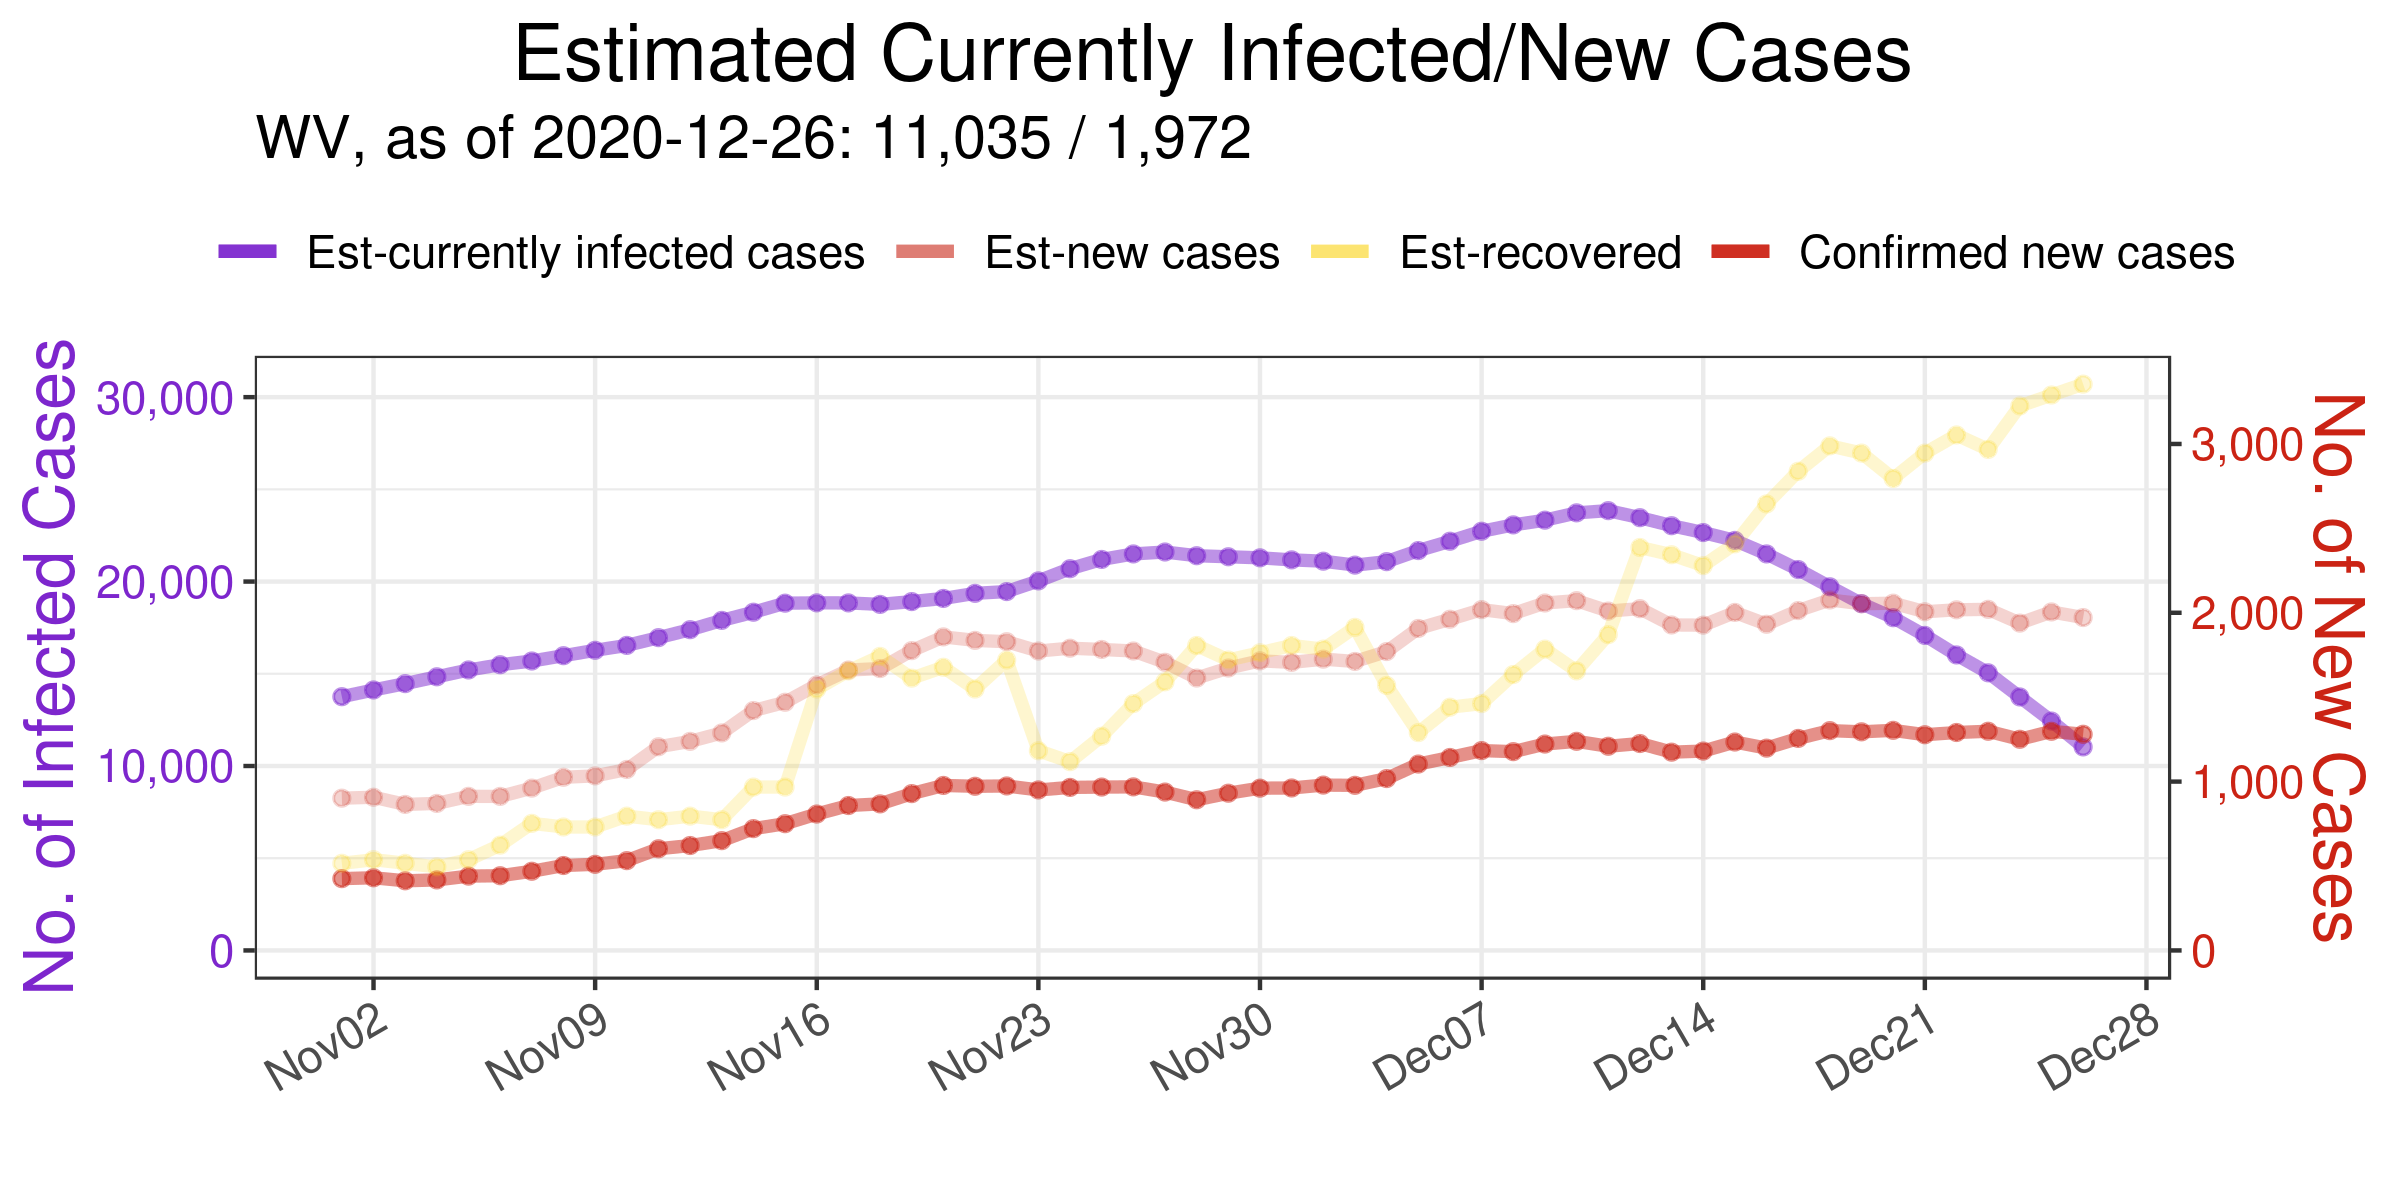 Estimated Currently Infected/New Cases
WV, as of 2020-12-26: 11,035 / 1,972
Est-currently infected cases Est-new cases Est-recovered Confirmed new cases
No. of Infected Cases
30,000
20,000
10,000
0
3,000
2,000
1,000
0
No. of New Cases
Nov02 Nov09 Nov16 Nov23 Nov30 Dec07 Dec14 Dec21 Dec28